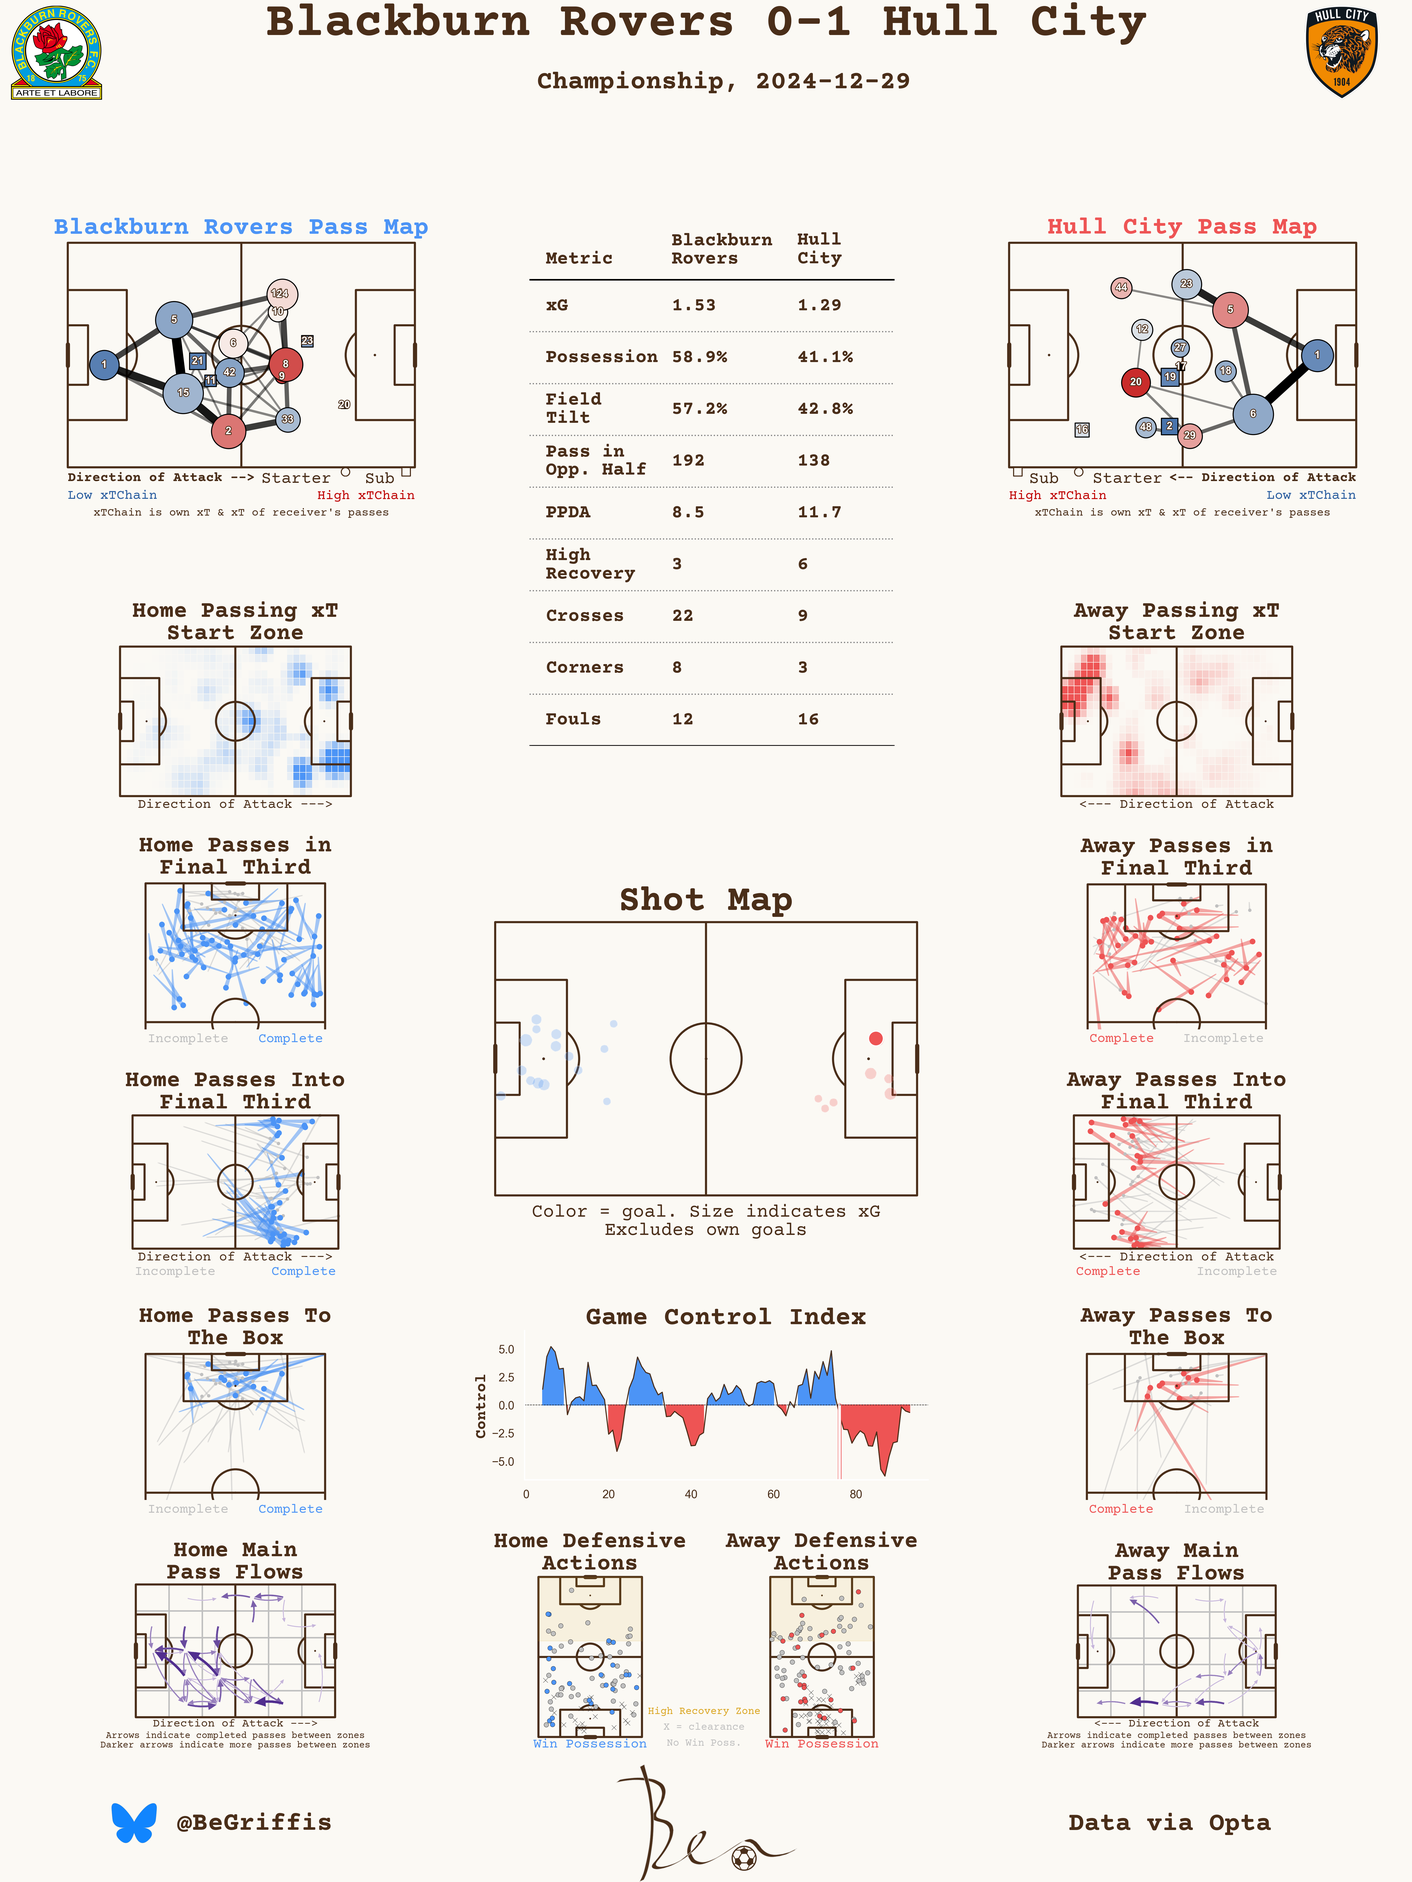 Blackburn Rovers 0-1 Hull City
Championship, 2024-12-29
BLACKBURN ROVERS F.C.
18 75
ARTE ET LABORE
HULL CITY
1904
Blackburn Rovers Pass Map
5
1
21
11
15
6
42
2
24
10
8
9
33
23
20
Direction of Attack --> Starter Sub
Low xTChain High xTChain
xTChain is own xT & xT of receiver's passes
Metric Blackburn Rovers Hull City
xG 1.53 1.29
Possession 58.9% 41.1%
Field Tilt 57.2% 42.8%
Pass in Opp. Half 192 138
PPDA 8.5 11.7
High Recovery 3 6
Crosses 22 9
Corners 8 3
Fouls 12 16
Hull City Pass Map
44
23
5
12
27
17
1
20
19
18
16
48
2
29
6
Sub Starter <-- Direction of Attack
High xTChain Low xTChain
xTChain is own xT & xT of receiver's passes
Home Passing xT
Start Zone
Direction of Attack --->
Away Passing xT
Start Zone
<--- Direction of Attack
Home Passes in
Final Third
Incomplete Complete
Away Passes in
Final Third
Complete Incomplete
Shot Map
Color = goal. Size indicates xG
Excludes own goals
Home Passes Into
Final Third
Direction of Attack --->
Incomplete Complete
Away Passes Into
Final Third
<--- Direction of Attack
Complete Incomplete
Home Passes To
The Box
Incomplete Complete
Game Control Index
Control
5.0
2.5
0.0
−2.5
−5.0
0 20 40 60 80
Away Passes To
The Box
Complete Incomplete
Home Main
Pass Flows
Direction of Attack --->
Arrows indicate completed passes between zones
Darker arrows indicate more passes between zones
Home Defensive
Actions
Win Possession
High Recovery Zone
X = clearance
No Win Poss.
Away Defensive
Actions
Win Possession
Away Main
Pass Flows
<--- Direction of Attack
Arrows indicate completed passes between zones
Darker arrows indicate more passes between zones
@BeGriffis
Ben
Data via Opta